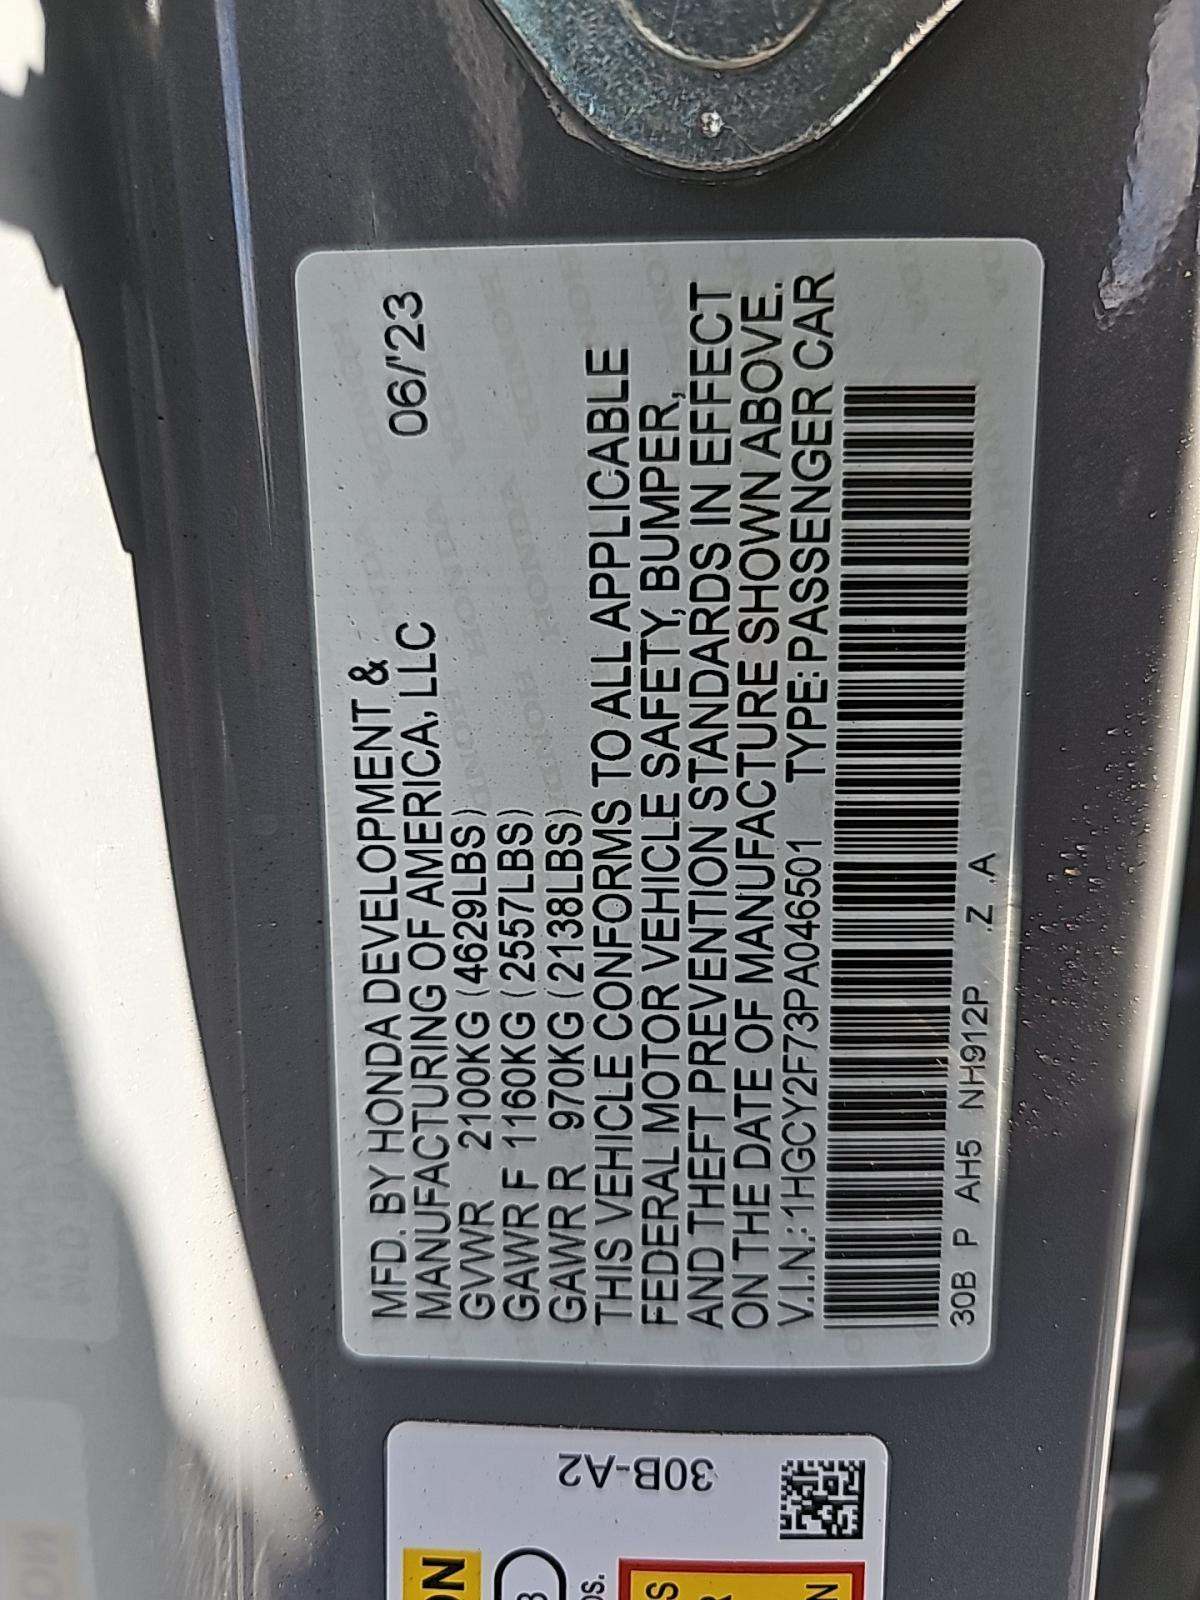 MFD. BY HONDA DEVELOPMENT &
MANUFACTURING OF AMERICA, LLC 06/'23
GVWR 2100KG (4629LBS)
GAWR F 1160KG (2557LBS)
GAWR R 970KG (2138LBS)
THIS VEHICLE CONFORMS TO ALL APPLICABLE
FEDERAL MOTOR VEHICLE SAFETY, BUMPER,
AND THEFT PREVENTION STANDARDS IN EFFECT
ON THE DATE OF MANUFACTURE SHOWN ABOVE.
V.I.N.: 1HGCY2F73PA046501 TYPE: PASSENGER CAR
30B P AH5 NH912P Z A
30B-A2